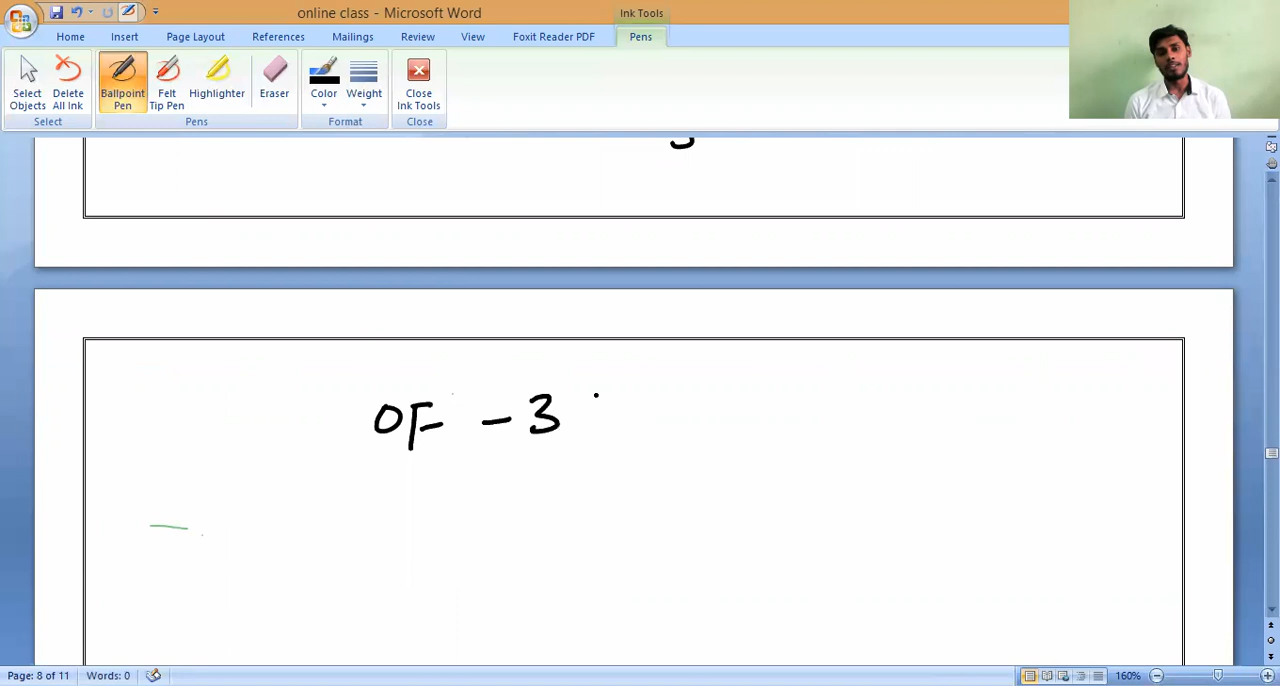 online class - Microsoft Word
Ink Tools
Home Insert Page Layout References Mailings Review View Foxit Reader PDF Pens
Select Objects
Delete All Ink
Ballpoint Pen
Felt Tip Pen
Highlighter
Eraser
Color
Weight
Close Ink Tools
Select Pens Format Close
OF - 3
Page: 8 of 11 Words: 0 160%